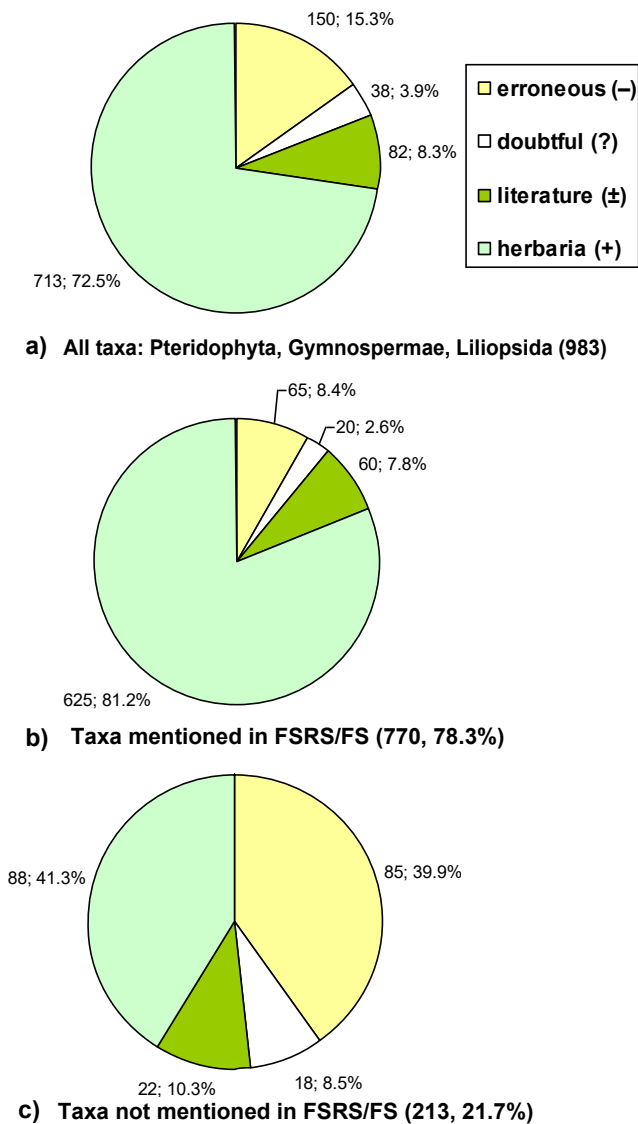 150; 15.3%
38; 3.9%
82; 8.3%
713; 72.5%
erroneous (–)
doubtful (?)
literature (±)
herbaria (+)
a) All taxa: Pteridophyta, Gymnospermae, Liliopsida (983)
65; 8.4%
20; 2.6%
60; 7.8%
625; 81.2%
b) Taxa mentioned in FSRS/FS (770, 78.3%)
88; 41.3%
85; 39.9%
22; 10.3%
18; 8.5%
c) Taxa not mentioned in FSRS/FS (213, 21.7%)